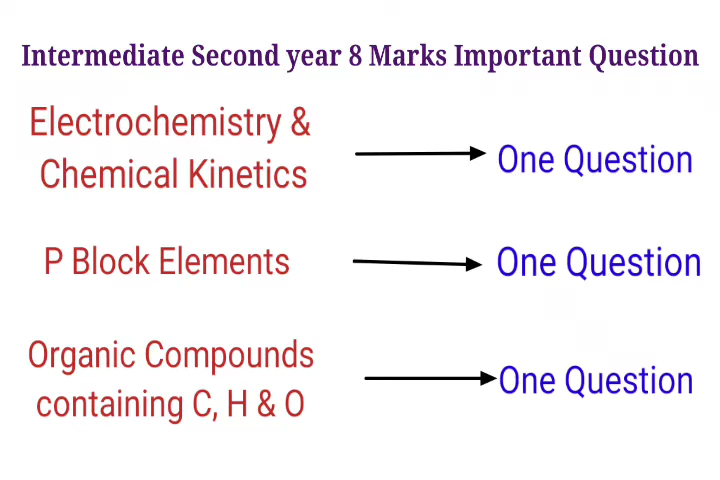 Intermediate Second year 8 Marks Important Question
Electrochemistry &
Chemical Kinetics
One Question
P Block Elements
One Question
Organic Compounds
containing C, H & O
One Question